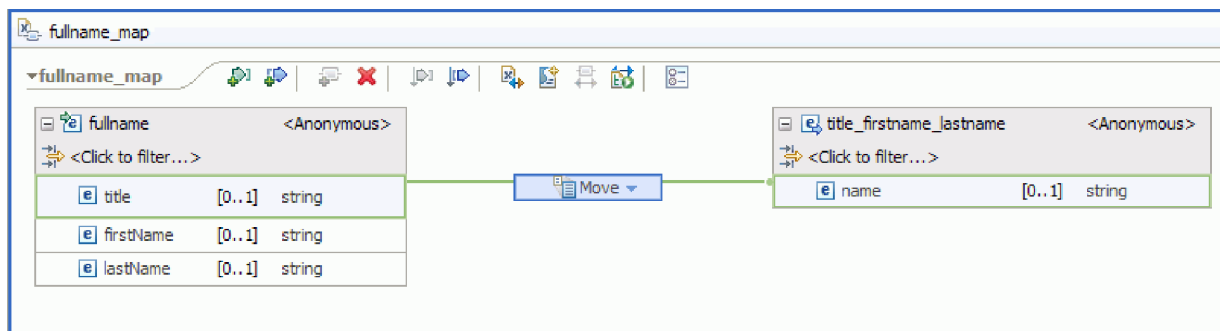 fullname_map
fullname_map
fullname <Anonymous>
<Click to filter...>
title [0..1] string
firstName [0..1] string
lastName [0..1] string
Move
title_firstname_lastname <Anonymous>
<Click to filter...>
name [0..1] string